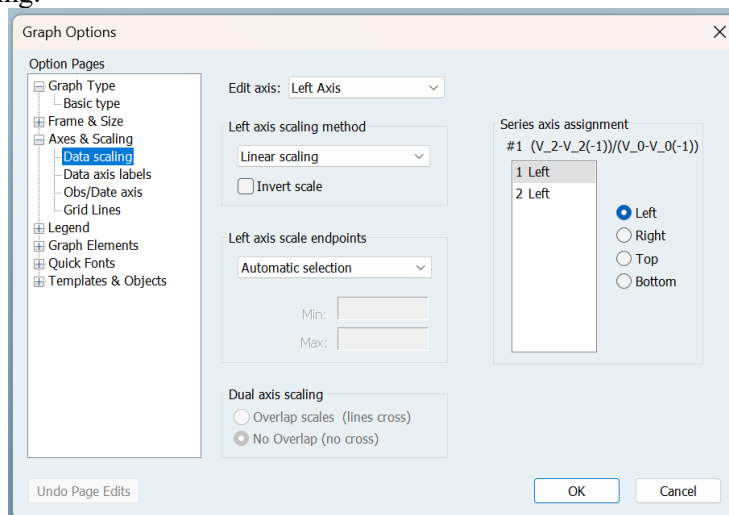 Graph Options
Option Pages
Graph Type
Basic type
Frame & Size
Axes & Scaling
Data scaling
Data axis labels
Obs/Date axis
Grid Lines
Legend
Graph Elements
Quick Fonts
Templates & Objects
Edit axis: Left Axis
Left axis scaling method
Linear scaling
Invert scale
Left axis scale endpoints
Automatic selection
Min:
Max:
Dual axis scaling
Overlap scales (lines cross)
No Overlap (no cross)
Series axis assignment
#1 (V_2-V_2(-1))/(V_0-V_0(-1))
1 Left
2 Left
Left
Right
Top
Bottom
Undo Page Edits
OK
Cancel